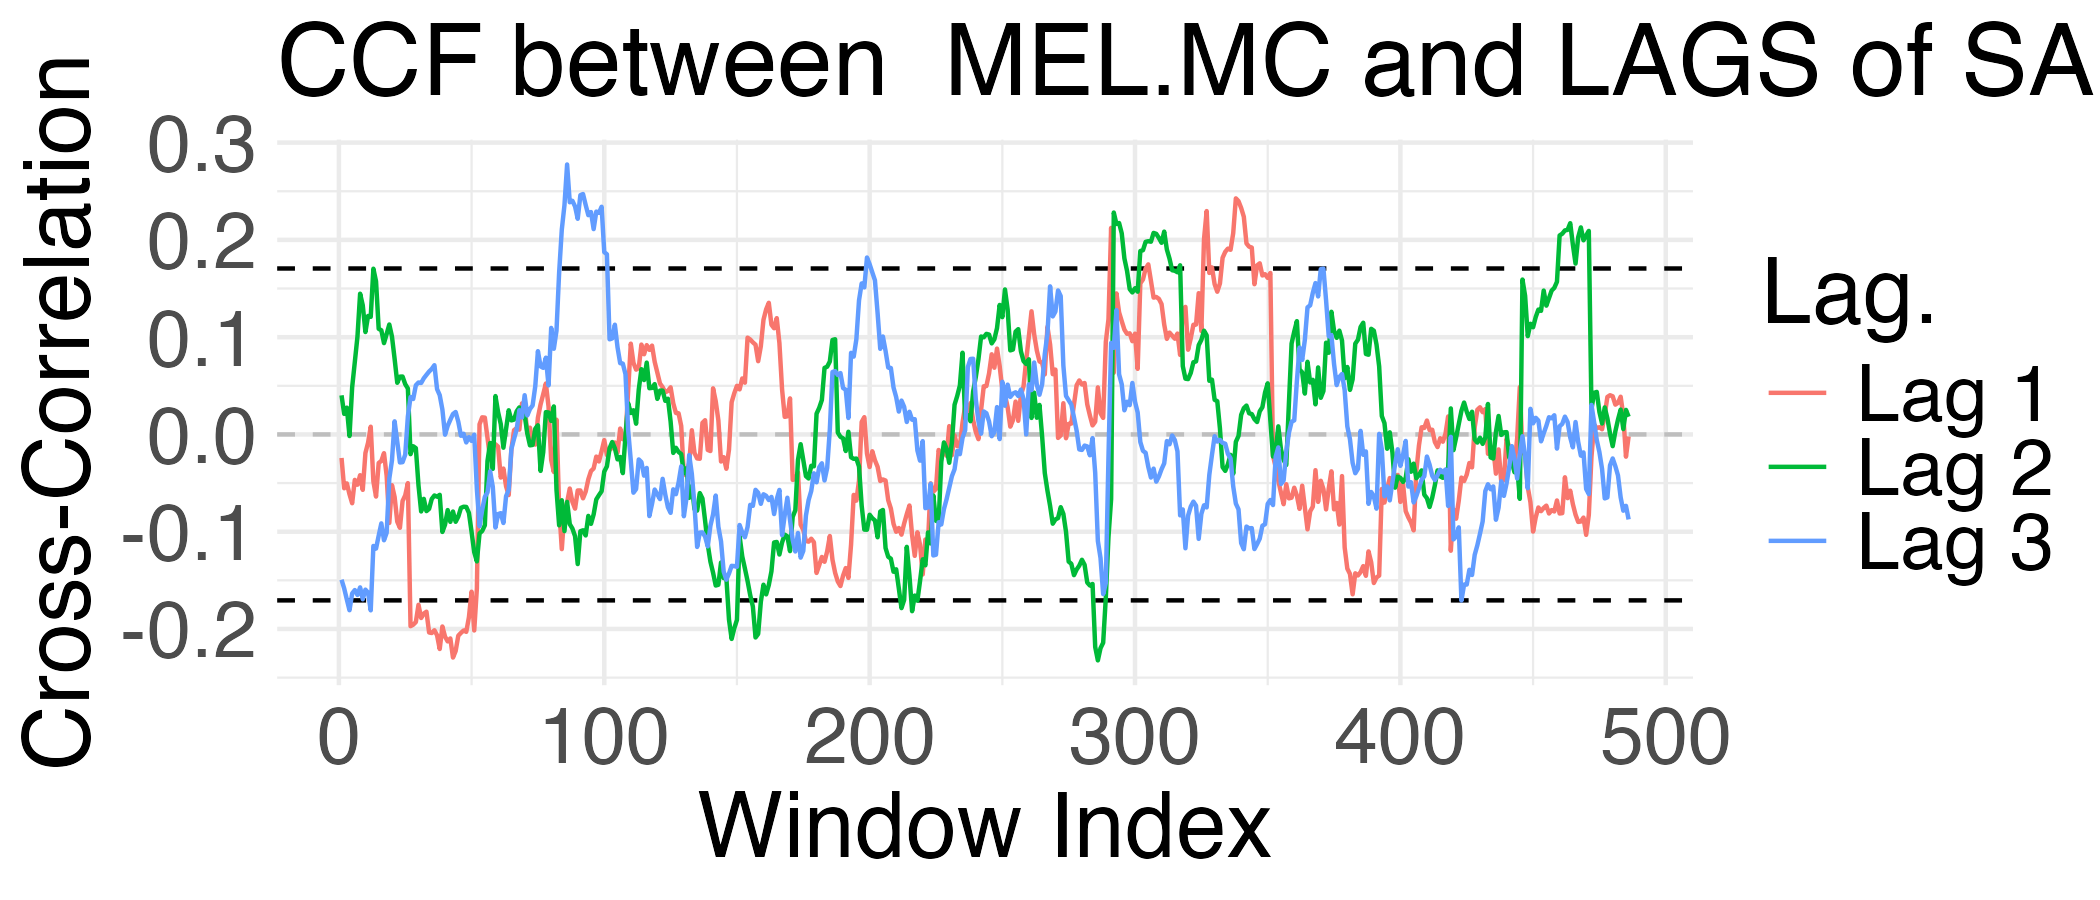 CCF between  MEL.MC and LAGS of SA
Cross-Correlation
0.3
0.2
0.1
0.0
-0.1
-0.2
0 100 200 300 400 500
Window Index
Lag.
Lag 1
Lag 2
Lag 3